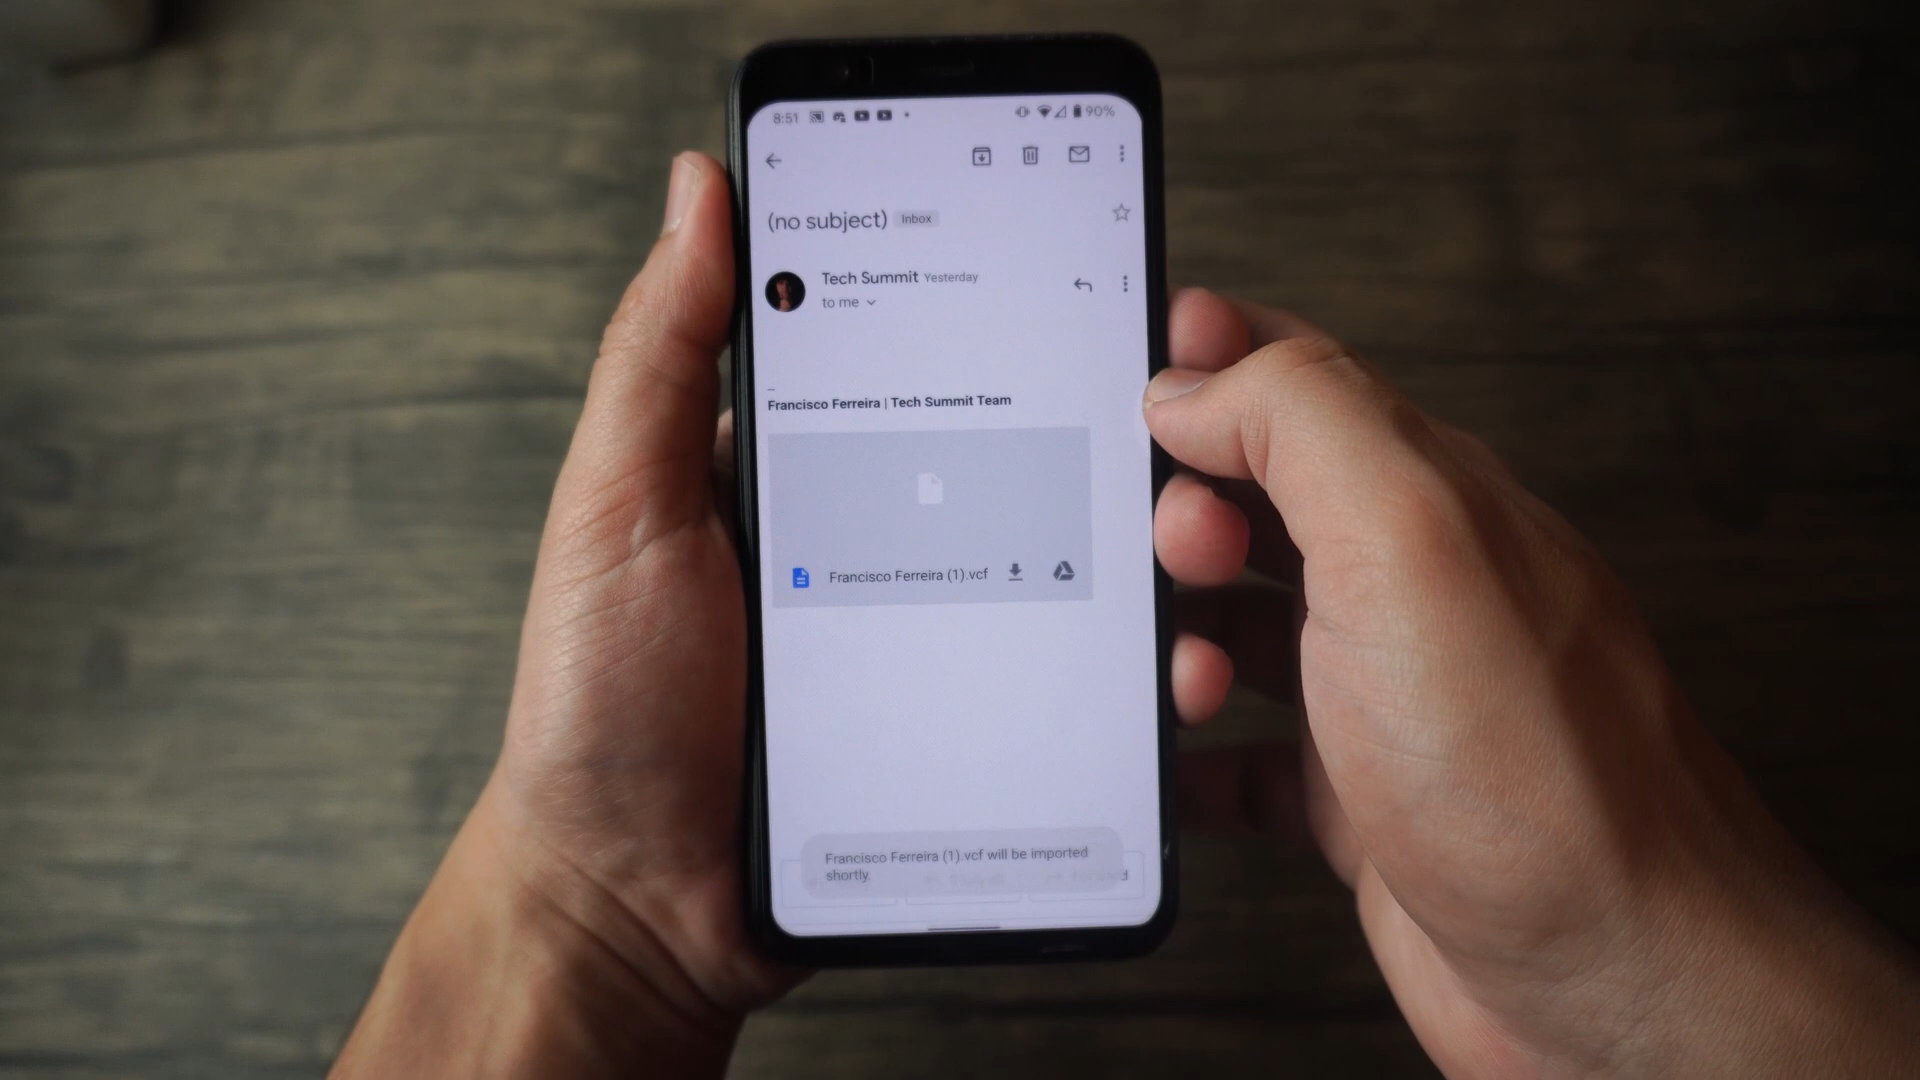 8:51 90%
(no subject) Inbox
Tech Summit Yesterday
to me
--
Francisco Ferreira | Tech Summit Team
Francisco Ferreira (1).vcf
Francisco Ferreira (1).vcf will be imported
shortly.